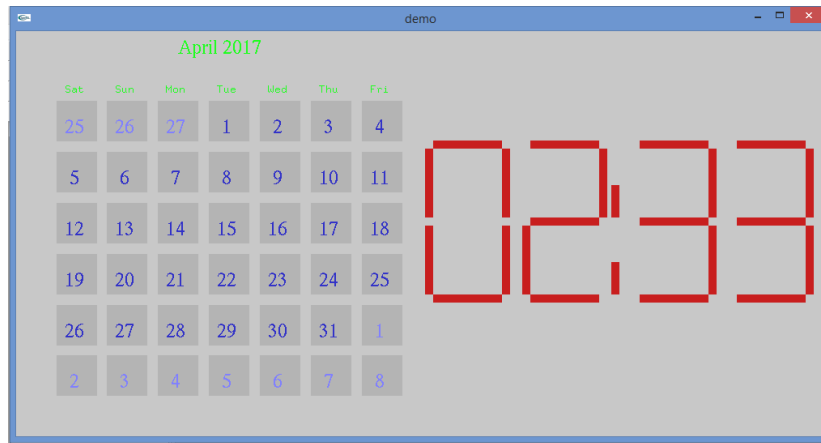 demo
April 2017
Sat Sun Mon Tue Wed Thu Fri
25 26 27 1 2 3 4
5 6 7 8 9 10 11
12 13 14 15 16 17 18
19 20 21 22 23 24 25
26 27 28 29 30 31 1
2 3 4 5 6 7 8
02:33